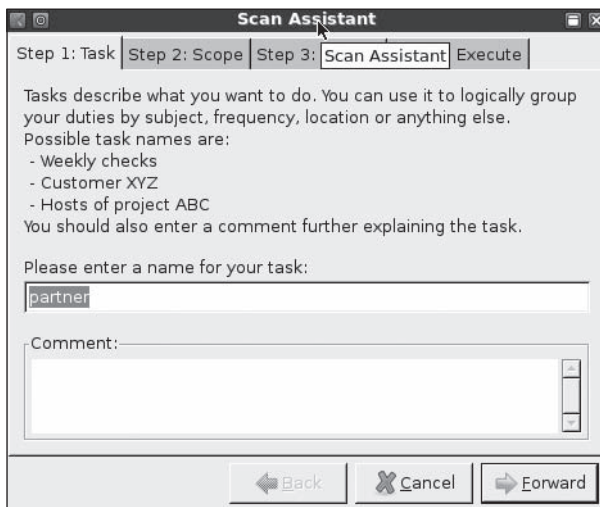 Scan Assistant
Step 1: Task Step 2: Scope Step 3: Scan Assistant Execute
Tasks describe what you want to do. You can use it to logically group
your duties by subject, frequency, location or anything else.
Possible task names are:
- Weekly checks
- Customer XYZ
- Hosts of project ABC
You should also enter a comment further explaining the task.
Please enter a name for your task:
partner
Comment:
Back Cancel Forward